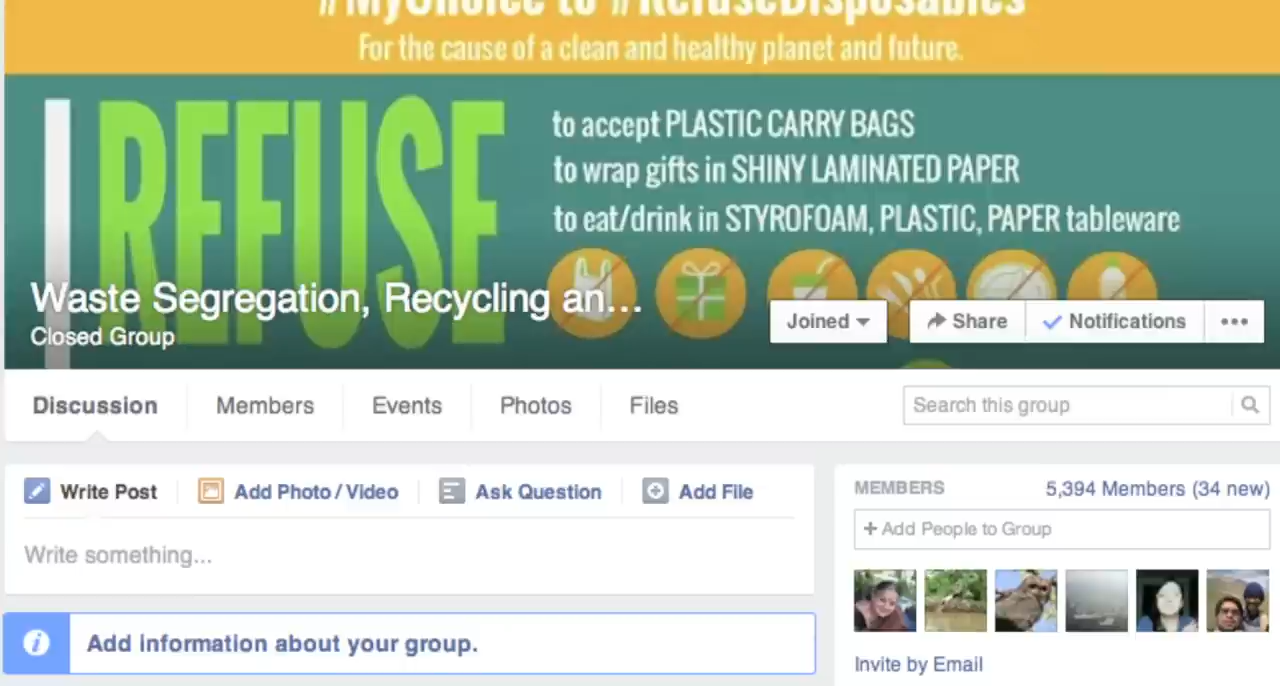 #MyChoice to #RefuseDisposables
For the cause of a clean and healthy planet and future.
I REFUSE
to accept PLASTIC CARRY BAGS
to wrap gifts in SHINY LAMINATED PAPER
to eat/drink in STYROFOAM, PLASTIC, PAPER tableware
Waste Segregation, Recycling an...
Closed Group
Joined
Share
Notifications
Discussion
Members
Events
Photos
Files
Search this group
Write Post
Add Photo / Video
Ask Question
Add File
Write something...
Add information about your group.
MEMBERS
5,394 Members (34 new)
+ Add People to Group
Invite by Email